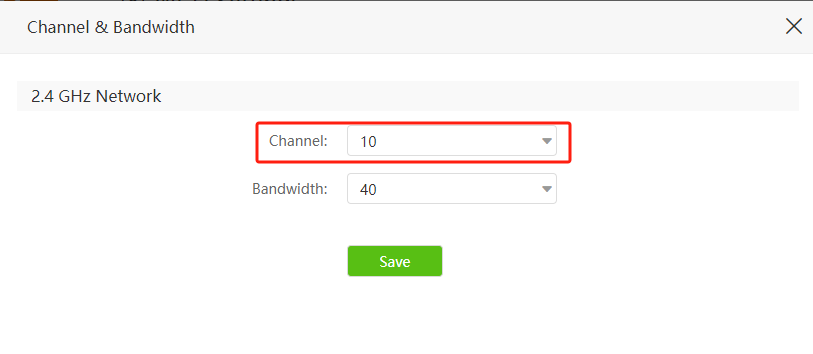 Channel & Bandwidth
2.4 GHz Network
Channel: 10
Bandwidth: 40
Save